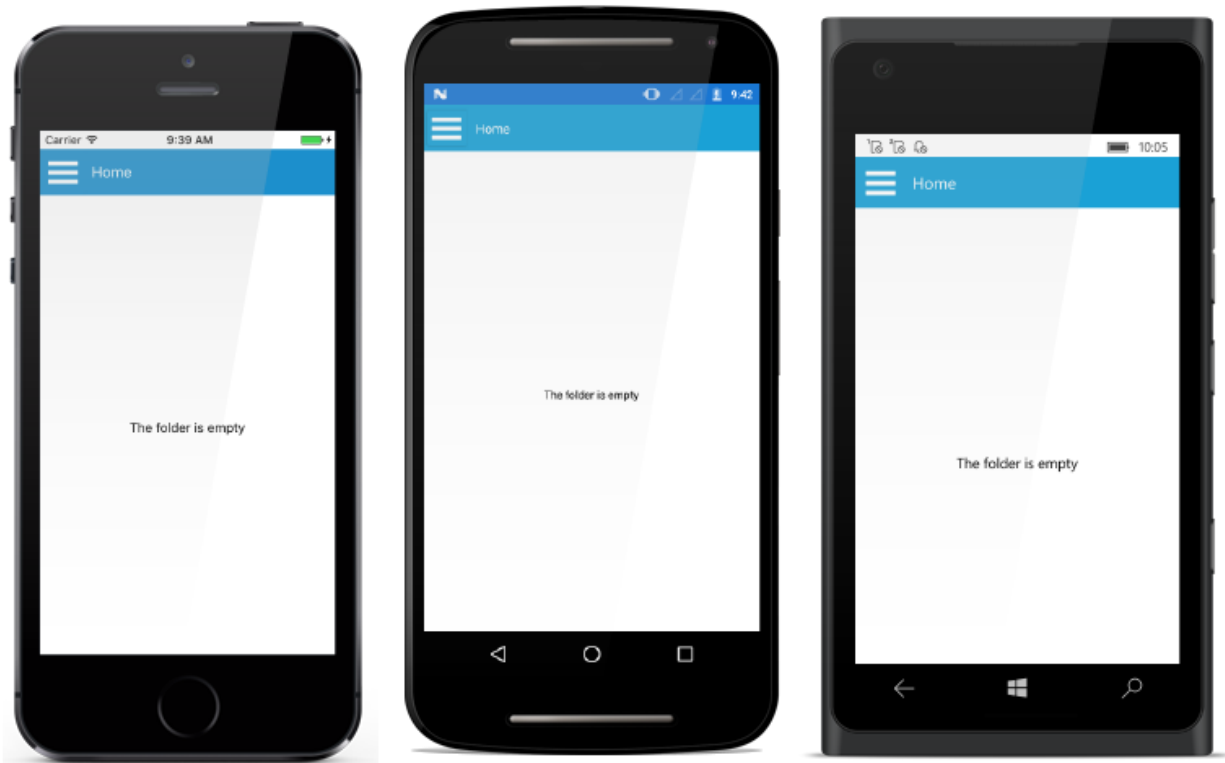 Carrier 9:39 AM
Home
The folder is empty
9:42
Home
The folder is empty
10:05
Home
The folder is empty